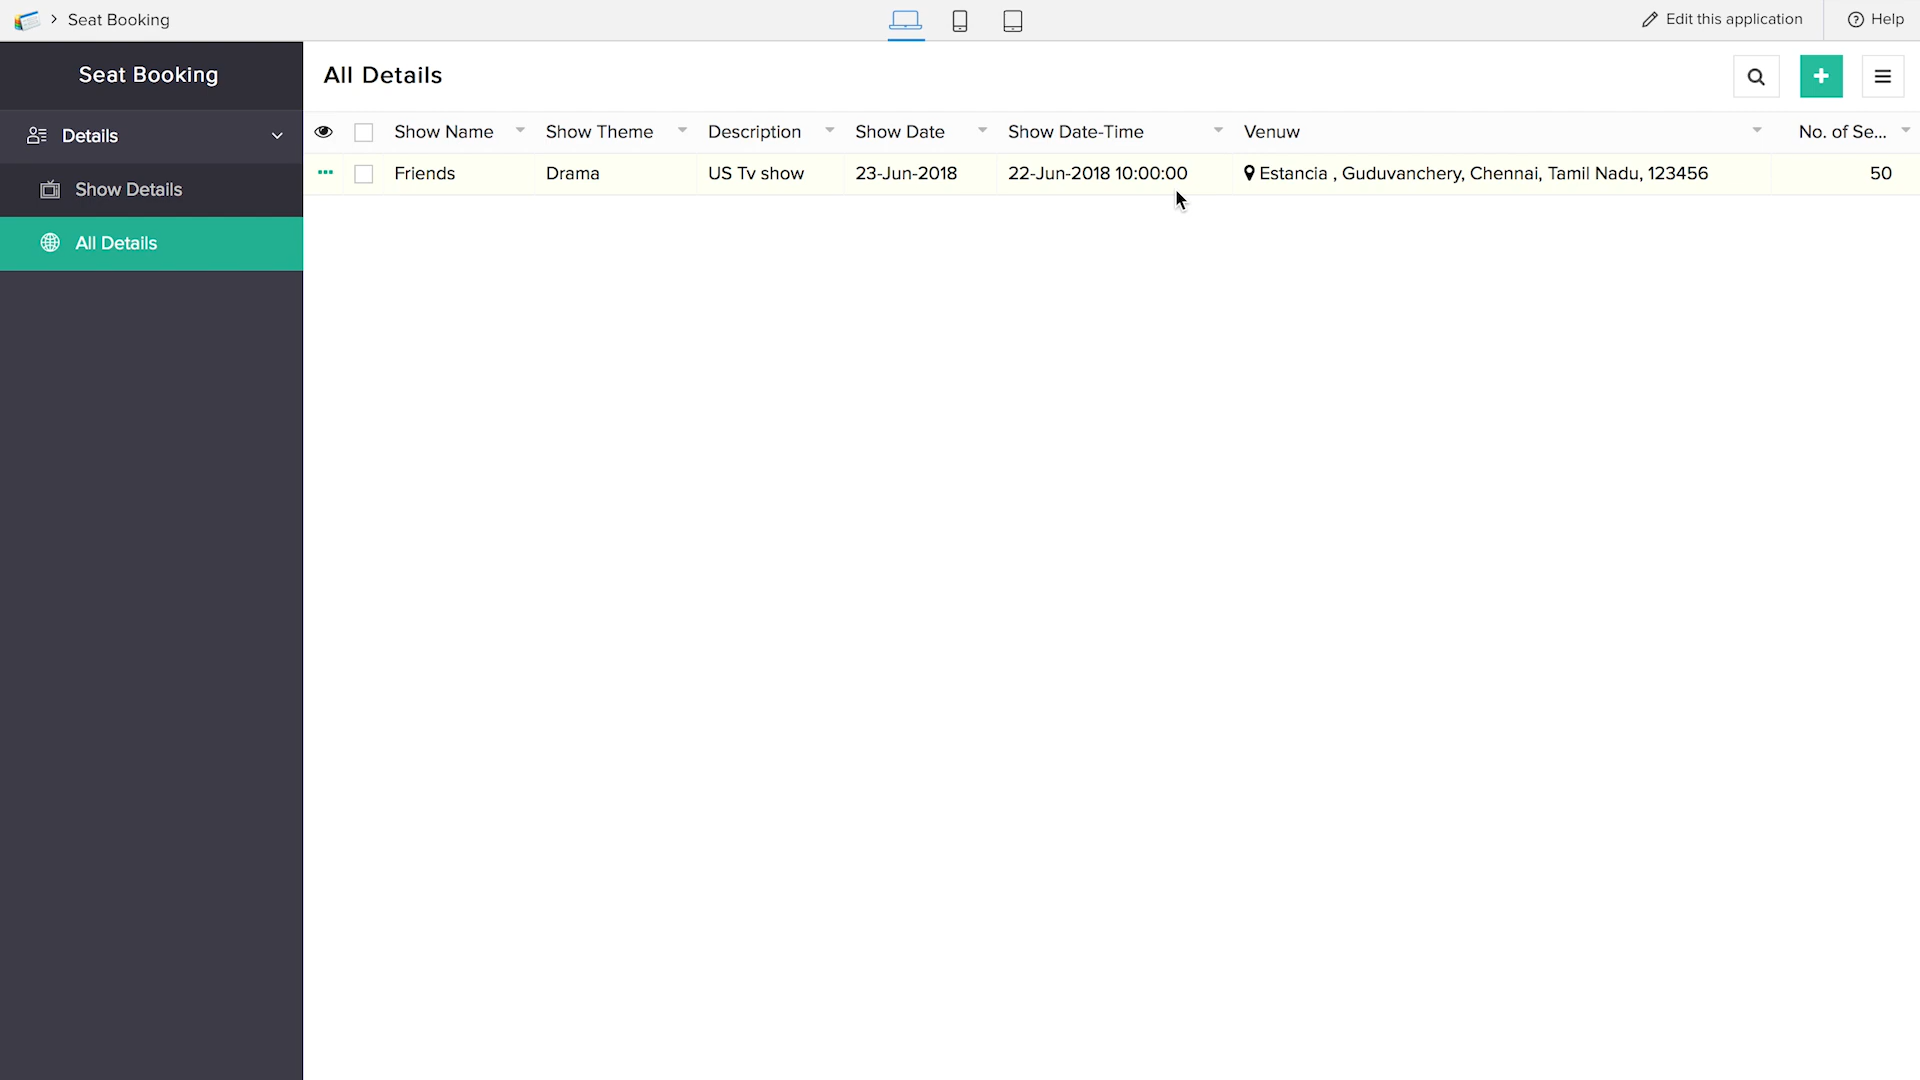 Seat Booking
Edit this application
Help
Seat Booking
Details
Show Details
All Details
All Details
Show Name Show Theme Description Show Date Show Date-Time Venuw No. of Se...
Friends Drama US Tv show 23-Jun-2018 22-Jun-2018 10:00:00 Estancia , Guduvanchery, Chennai, Tamil Nadu, 123456 50